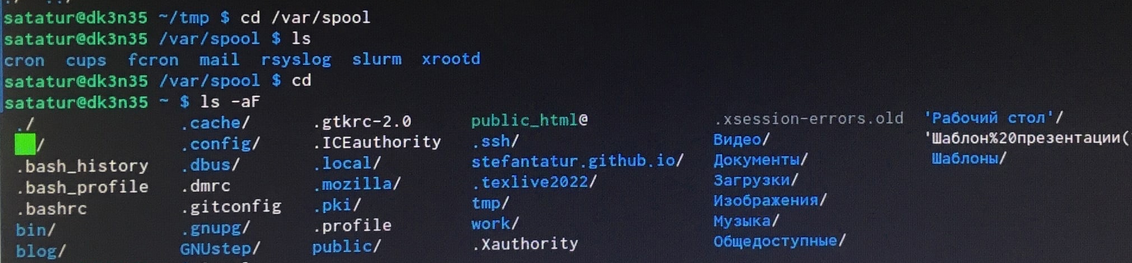 satatur@dk3n35 ~/tmp $ cd /var/spool
satatur@dk3n35 /var/spool $ ls
cron cups fcron mail rsyslog slurm xrootd
satatur@dk3n35 /var/spool $ cd
satatur@dk3n35 ~ $ ls -aF
./ .cache/ .gtkrc-2.0 public_html@ .xsession-errors.old 'Рабочий стол'/
/ .config/ .ICEauthority .ssh/ Видео/ 'Шаблон%20презентации(
.bash_history .dbus/ .local/ stefantatur.github.io/ Документы/ Шаблоны/
.bash_profile .dmrc .mozilla/ .texlive2022/ Загрузки/
.bashrc .gitconfig .pki/ tmp/ Изображения/
bin/ .gnupg/ .profile work/ Музыка/
blog/ GNUstep/ public/ .Xauthority Общедоступные/